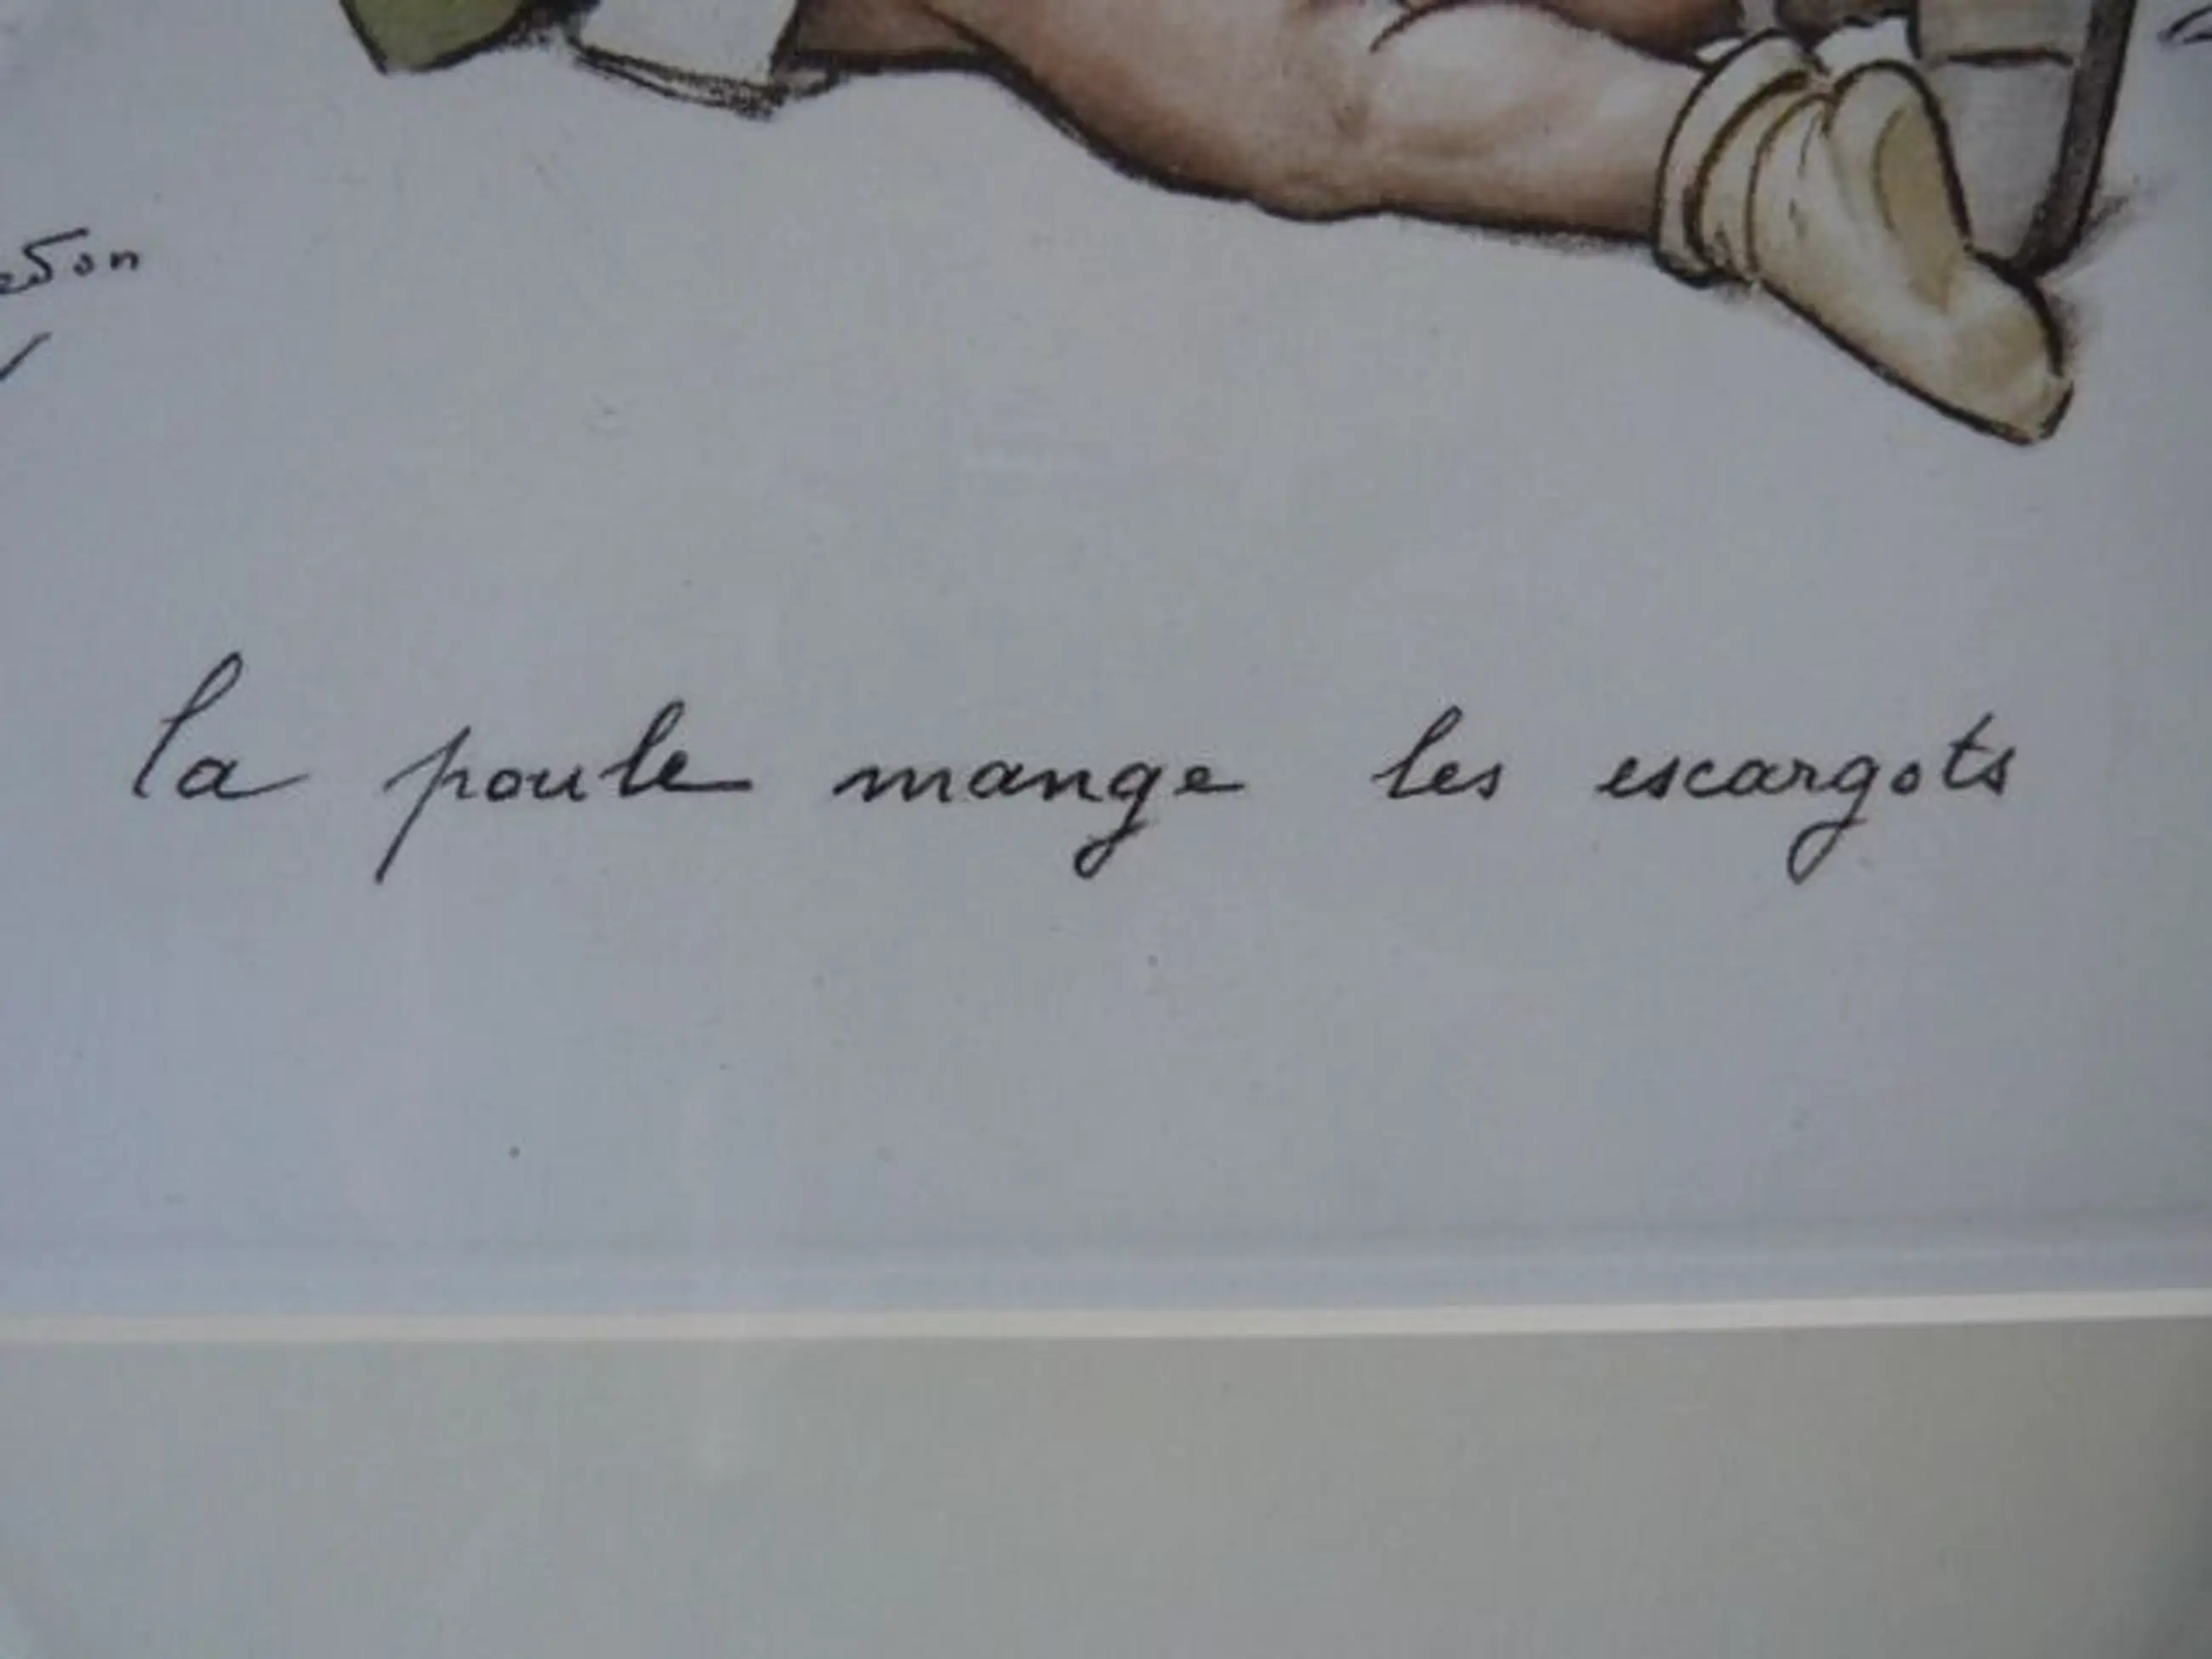 la poule mange les escargots